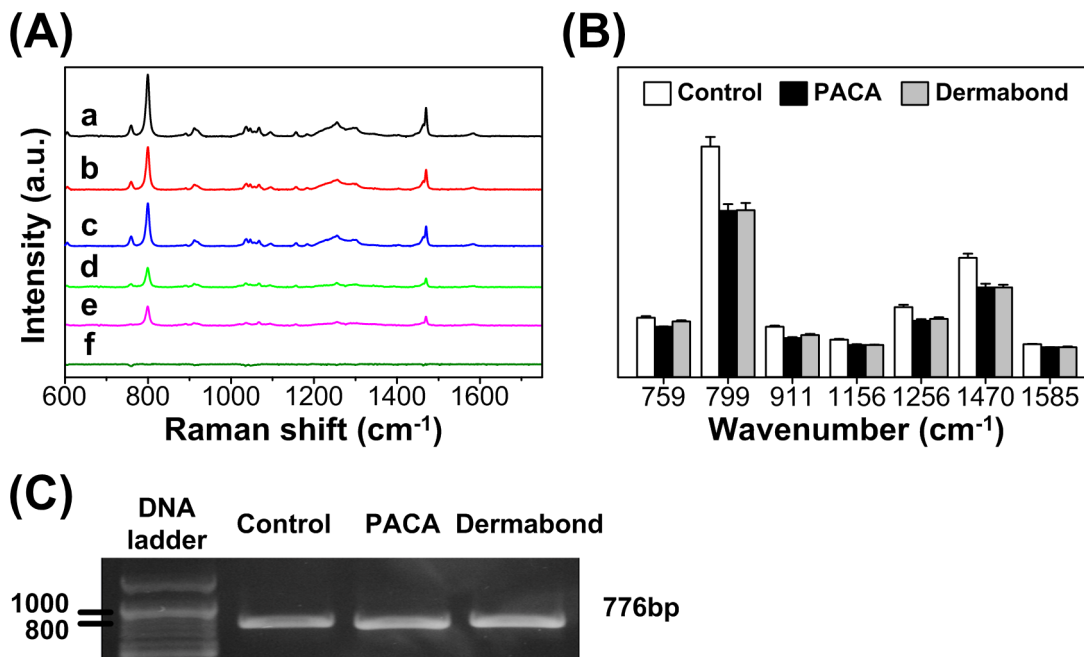 (A)
a
b
c
d
e
f
Intensity (a.u.)
600 800 1000 1200 1400 1600
Raman shift (cm-1)
(B)
Control PACA Dermabond
759 799 911 1156 1256 1470 1585
Wavenumber (cm-1)
(C)
DNA
ladder
Control PACA Dermabond
1000
800
776bp